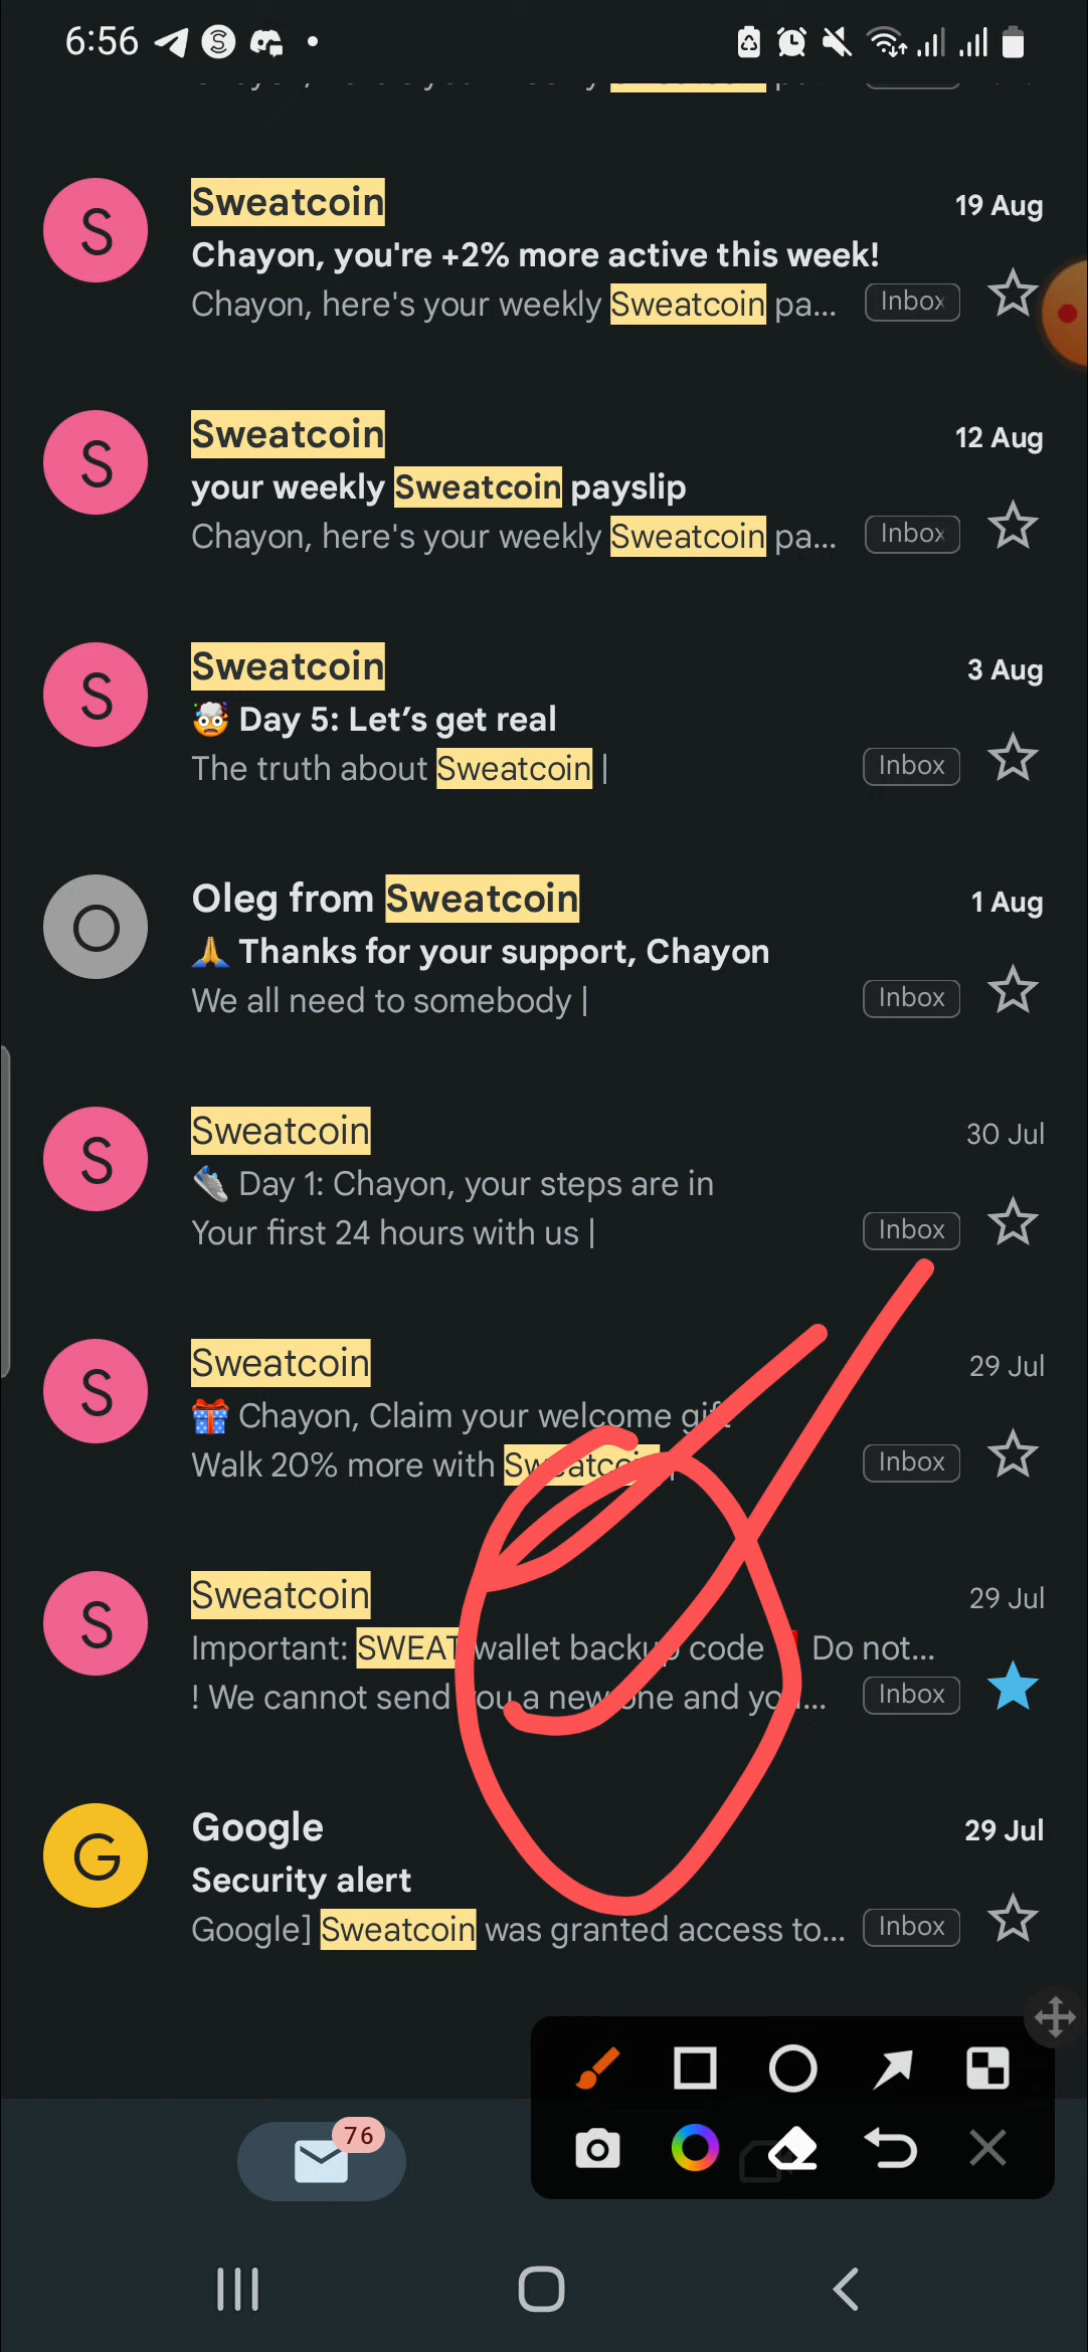 6:56
Sweatcoin
19 Aug
Chayon, you're +2% more active this week!
Chayon, here's your weekly Sweatcoin pa...
Inbox
Sweatcoin
12 Aug
your weekly Sweatcoin payslip
Chayon, here's your weekly Sweatcoin pa...
Inbox
Sweatcoin
3 Aug
🤯 Day 5: Let’s get real
The truth about Sweatcoin |
Inbox
Oleg from Sweatcoin
1 Aug
🙏 Thanks for your support, Chayon
We all need to somebody |
Inbox
Sweatcoin
30 Jul
👟 Day 1: Chayon, your steps are in
Your first 24 hours with us |
Inbox
Sweatcoin
29 Jul
🎁 Chayon, Claim your welcome gift
Walk 20% more with Sweatcoin |
Inbox
Sweatcoin
29 Jul
Important: SWEAT wallet backup code Do not...
! We cannot send you a new one and you...
Inbox
Google
29 Jul
Security alert
Google] Sweatcoin was granted access to...
Inbox
S
S
S
O
S
S
S
G
76